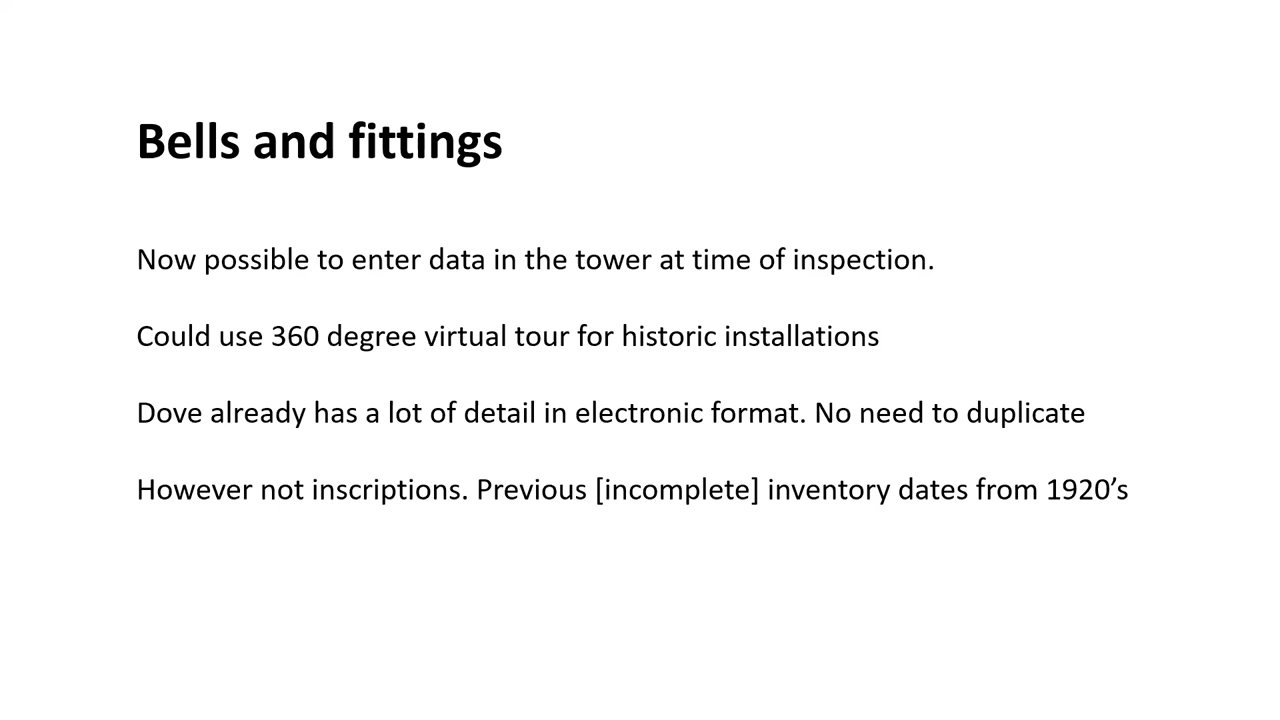 Bells and fittings
Now possible to enter data in the tower at time of inspection.
Could use 360 degree virtual tour for historic installations
Dove already has a lot of detail in electronic format. No need to duplicate
However not inscriptions. Previous [incomplete] inventory dates from 1920’s